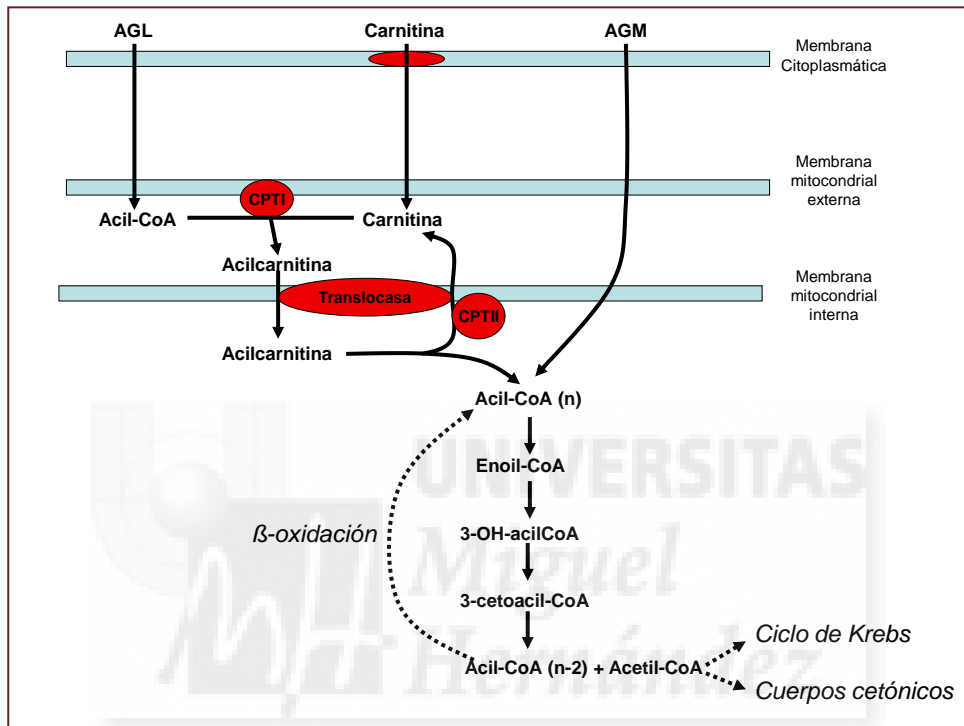 AGL
Carnitina
AGM
Membrana
Citoplasmática
Membrana
mitocondrial
externa
CPTI
Acil-CoA
Carnitina
Acilcarnitina
Membrana
mitocondrial
interna
Translocasa
CPTII
Acilcarnitina
Acil-CoA (n)
UNIVERSITAS
Enoil-CoA
ß-oxidación
3-OH-acilCoA
Miguel
3-cetoacil-CoA
Hernández
Ciclo de Krebs
Acil-CoA (n-2) + Acetil-CoA
Cuerpos cetónicos